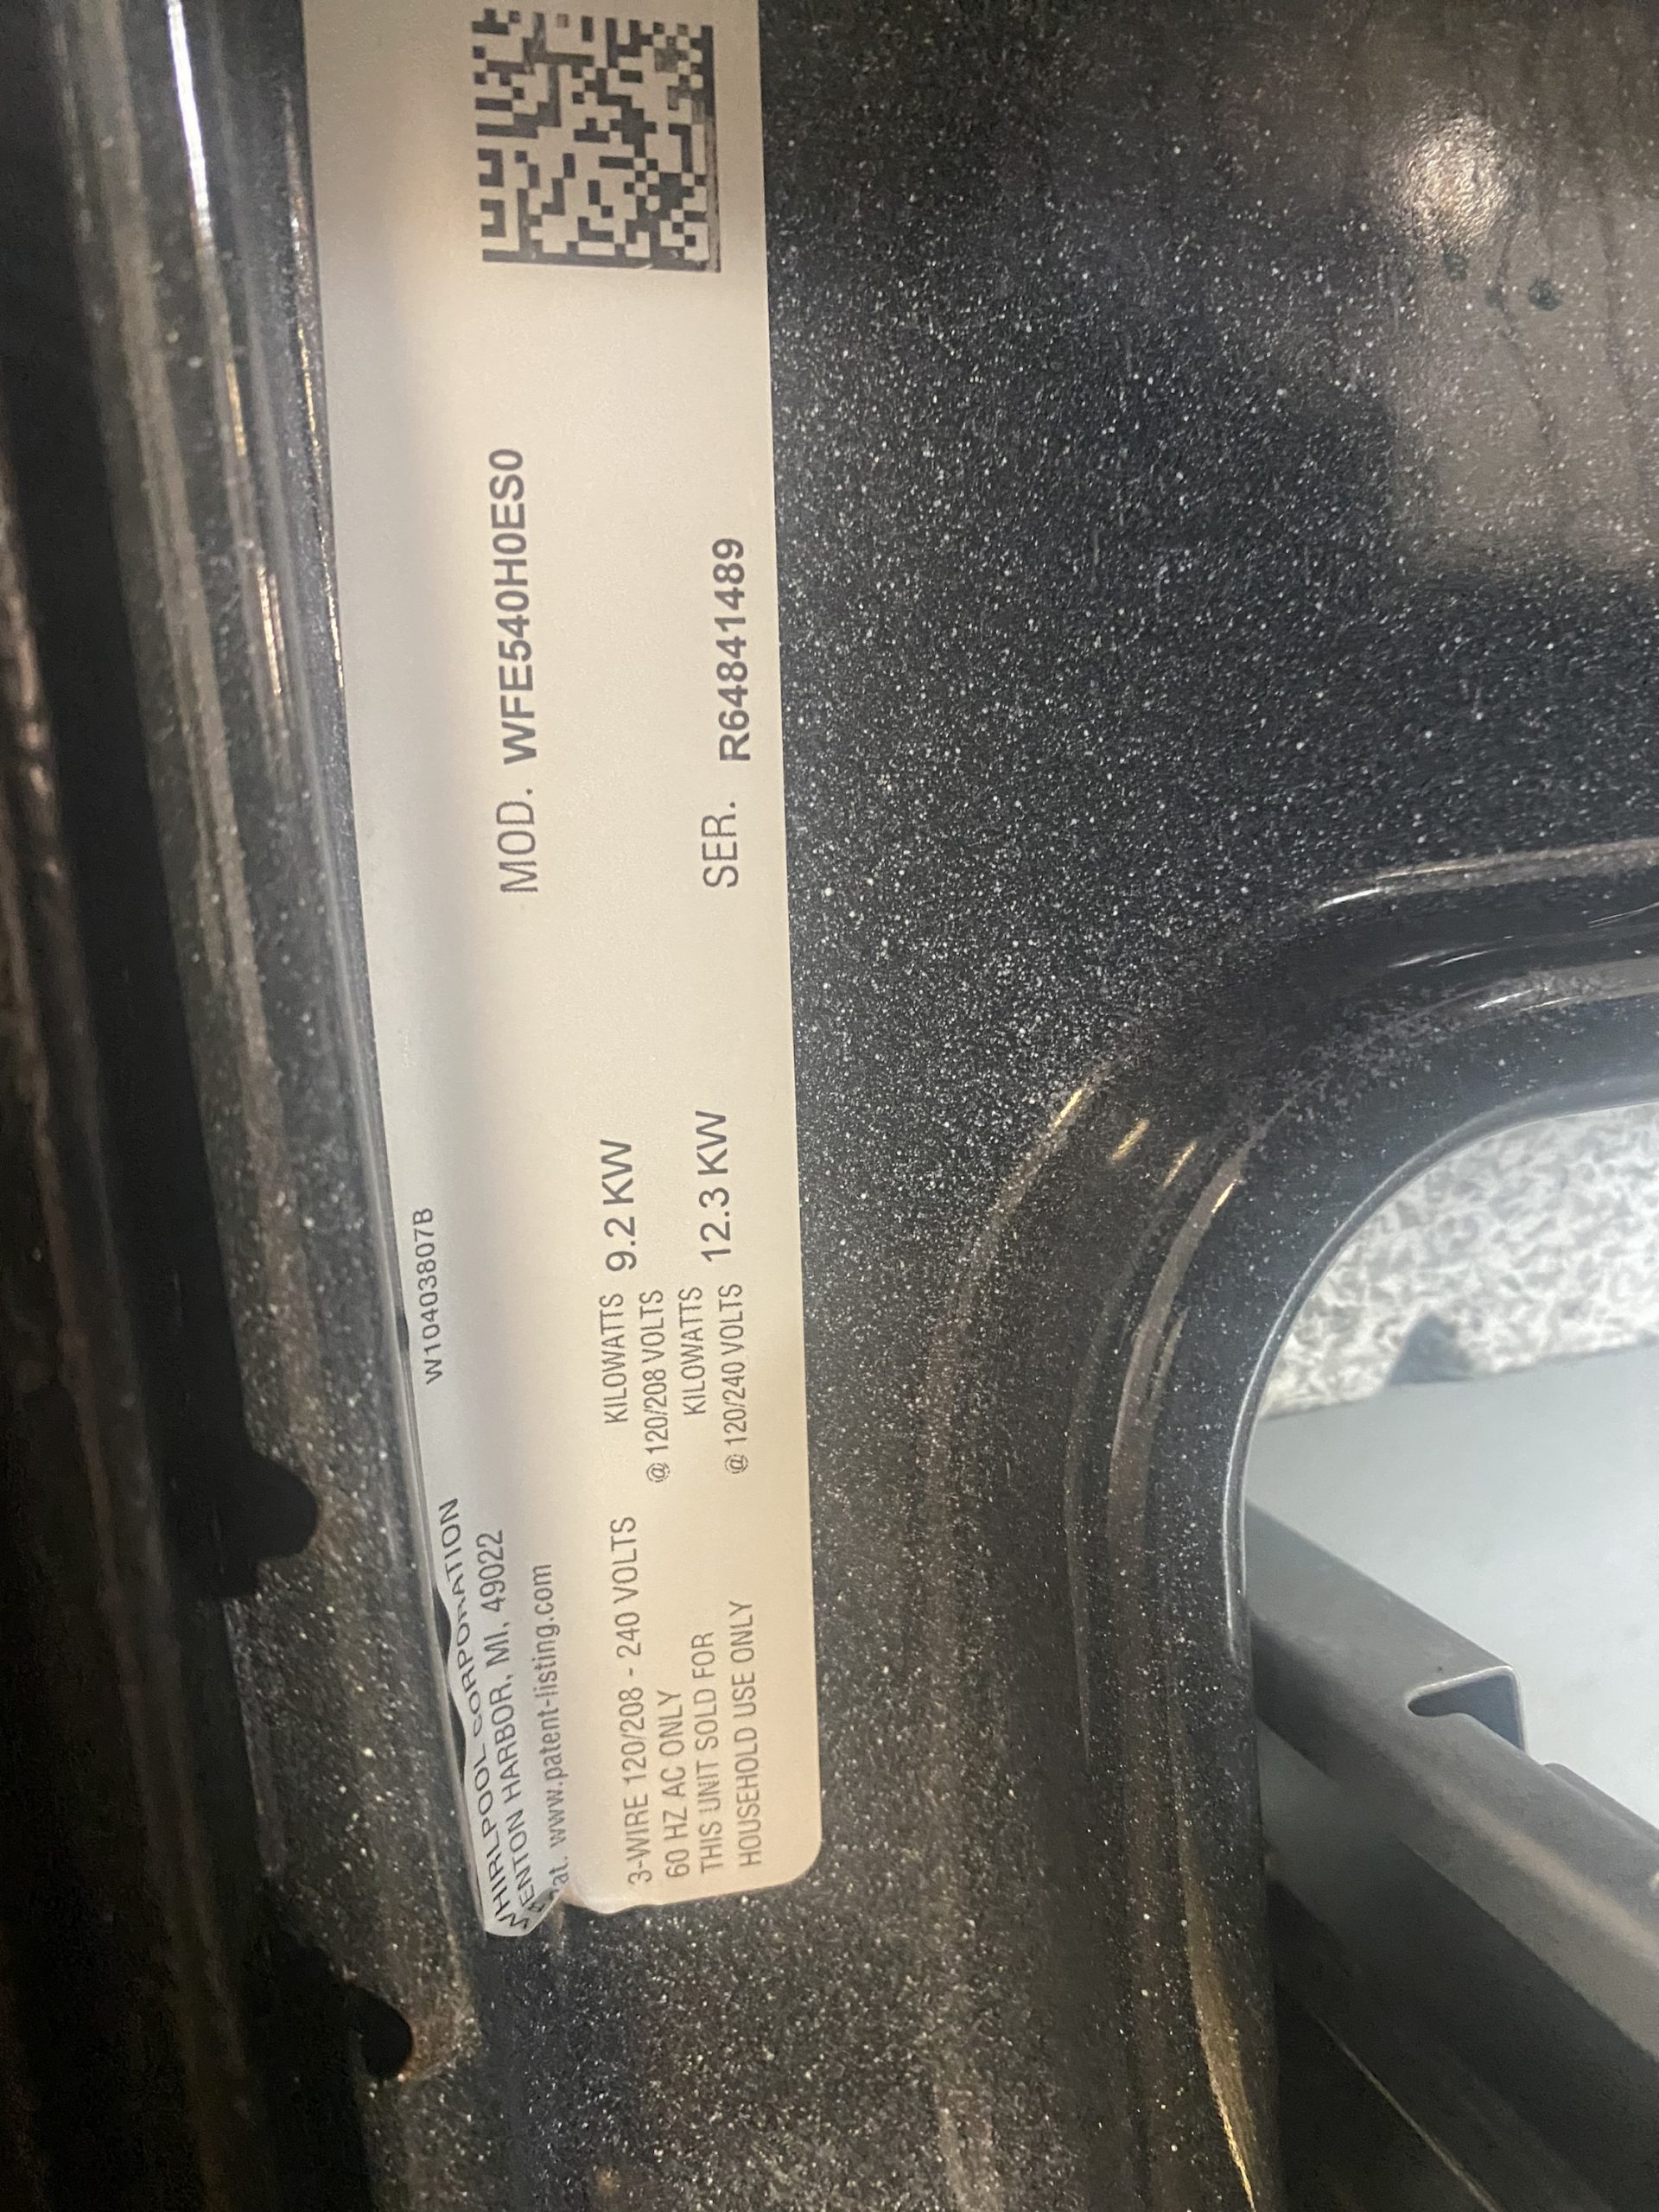 WHIRLPOOL CORPORATION
BENTON HARBOR, MI, 49022
Pat. www.patent-listing.com
W10403807B
3-WIRE 120/208 - 240 VOLTS
60 HZ AC ONLY
THIS UNIT SOLD FOR
HOUSEHOLD USE ONLY
KILOWATTS 9.2 KW
@ 120/208 VOLTS
KILOWATTS 12.3 KW
@ 120/240 VOLTS
MOD. WFE540H0ES0
SER. R64841489